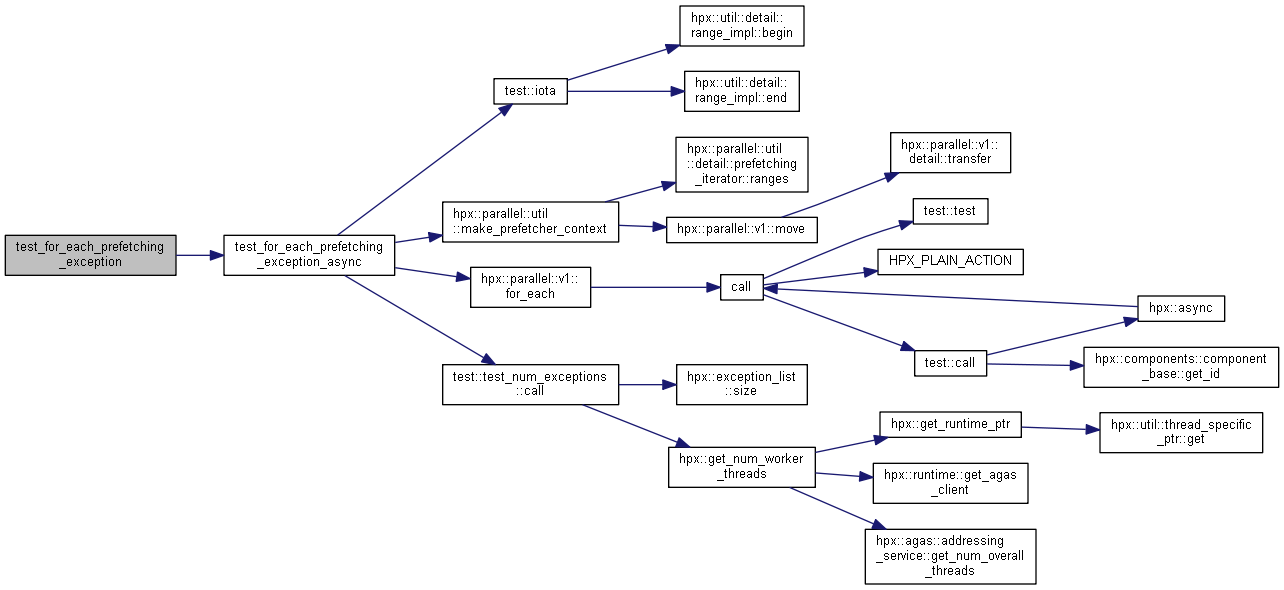 test_for_each_prefetching
_exception
test_for_each_prefetching
_exception_async
test::iota
hpx::util::detail::
range_impl::begin
hpx::util::detail::
range_impl::end
hpx::parallel::util
::make_prefetcher_context
hpx::parallel::util
::detail::prefetching
_iterator::ranges
hpx::parallel::v1::move
hpx::parallel::v1::
detail::transfer
hpx::parallel::v1::
for_each
call
test::test
HPX_PLAIN_ACTION
test::call
hpx::async
hpx::components::component
_base::get_id
test::test_num_exceptions
::call
hpx::exception_list
::size
hpx::get_num_worker
_threads
hpx::get_runtime_ptr
hpx::util::thread_specific
_ptr::get
hpx::runtime::get_agas
_client
hpx::agas::addressing
_service::get_num_overall
_threads